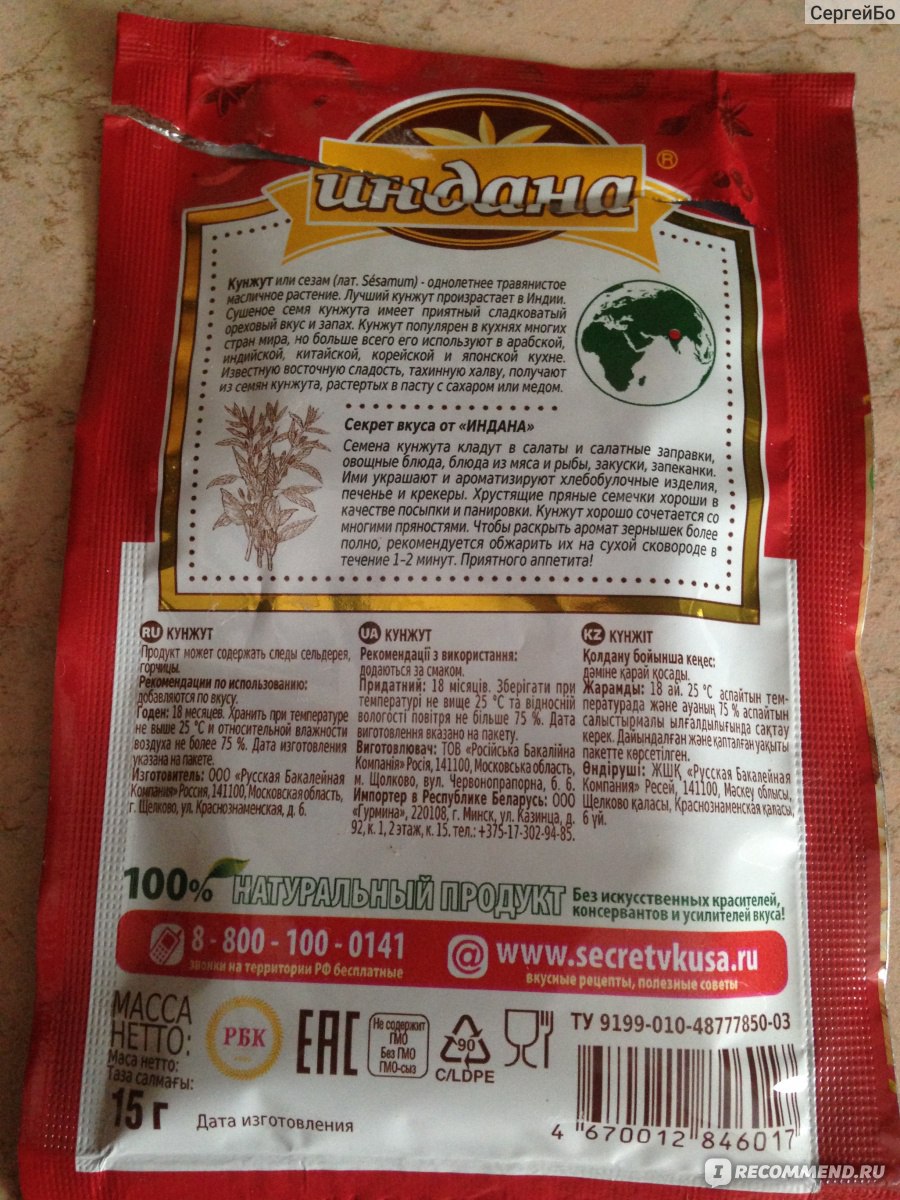 СергейБо
индана ®
Кунжут или сезам (лат. Sésamum) - однолетнее травянистое
масличное растение. Лучший кунжут произрастает в Индии.
Сушеное семя кунжута имеет приятный сладковатый
ореховый вкус и запах. Кунжут популярен в кухнях многих
стран мира, но больше всего его используют в арабской,
индийской, китайской, корейской и японской кухне.
Известную восточную сладость, тахинную халву, получают
из семян кунжута, растертых в пасту с сахаром или медом.
Секрет вкуса от «ИНДАНА»
Семена кунжута кладут в салаты и салатные заправки,
овощные блюда, блюда из мяса и рыбы, закуски, запеканки.
Ими украшают и ароматизируют хлебобулочные изделия,
печенье и крекеры. Хрустящие пряные семечки хороши в
качестве посыпки и панировки. Кунжут хорошо сочетается со
многими пряностями. Чтобы раскрыть аромат зернышек более
полно, рекомендуется обжарить их на сухой сковороде в
течение 1–2 минут. Приятного аппетита!
RU КУНЖУТ
Продукт может содержать следы сельдерея,
горчицы.
Рекомендации по использованию:
добавляются по вкусу.
Годен: 18 месяцев. Хранить при температуре
не выше 25 °С и относительной влажности
воздуха не более 75 %. Дата изготовления
указана на пакете.
Изготовитель: ООО «Русская Бакалейная
Компания» Россия, 141100, Московская область,
г. Щелково, ул. Краснознаменская, д. 6.
UA КУНЖУТ
Рекомендації з використання:
додаються за смаком.
Придатний: 18 місяців. Зберігати при
температурі не вище 25 °С та відносній
вологості повітря не більше 75 %. Дата
виготовлення вказано на пакету.
Виготовлювач: ТОВ «Російська Бакалійна
Компанія» Росія, 141100, Московська область,
м. Щолково, вул. Червонопрапорна, б. 6.
Импортер в Республике Беларусь: ООО
«Гурмина», 220108, г. Минск, ул. Казинца, д.
92, к. 1, 2 этаж, к. 15. тел.: +375-17-302-94-85.
KZ КҮНЖІТ
Қолдану бойынша кеңес:
дәміне қарай қосады.
Жарамды: 18 ай. 25 °С аспайтын тем-
пературада және ауаның 75 % аспайтын
салыстырмалы ылғалдылығында сақтау
керек. Дайындалған және қапталған уақыты
пакетте көрсетілген.
Өндіруші: ЖШҚ «Русская Бакалейная
Компания» Ресей, 141100, Маскеу облысы,
Щелково қаласы, Краснознаменская қаласы,
6 үй.
100% НАТУРАЛЬНЫЙ ПРОДУКТ
Без искусственных красителей,
консервантов и усилителей вкуса!
8 - 800 - 100 - 0141
звонки на территории РФ бесплатные
@ www.secretvkusa.ru
вкусные рецепты, полезные советы
МАССА
НЕТТО:
Маса нетто:
Таза салмағы:
15 г
РБК
EAC
Не содержит
ГМО
Без ГМО
ГМО-сыз
90
C/LDPE
ТУ 9199-010-48777850-03
Дата изготовления
4 670012 846017
IRECOMMEND.RU